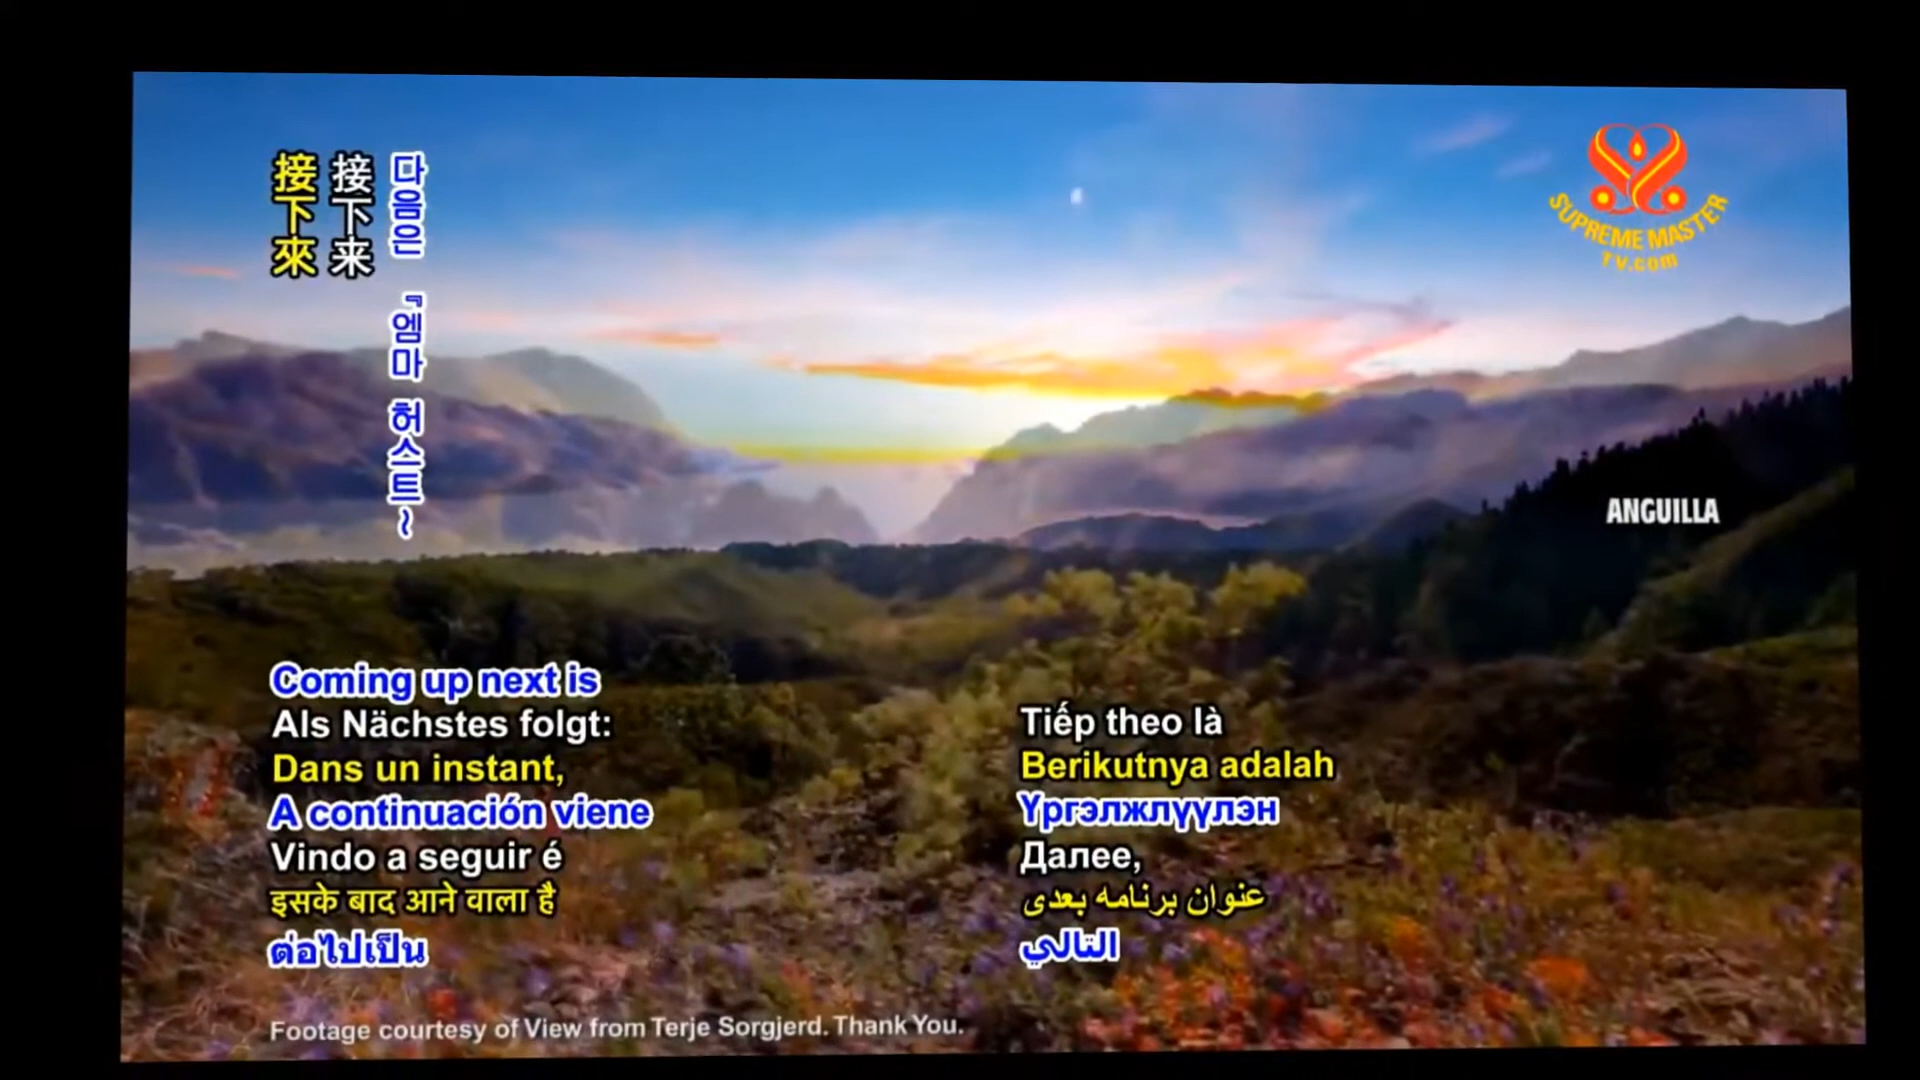 接下來
接下来
다음은 『엠마 허스트~
SUPREME MASTER
TV.com
ANGUILLA
Coming up next is
Als Nächstes folgt:
Dans un instant,
A continuación viene
Vindo a seguir é
इसके बाद आने वाला है
ต่อไปเป็น
Tiếp theo là
Berikutnya adalah
Үргэлжлүүлэн
Далее,
عنوان برنامه بعدی
التالي
Footage courtesy of View from Terje Sorgjerd. Thank You.